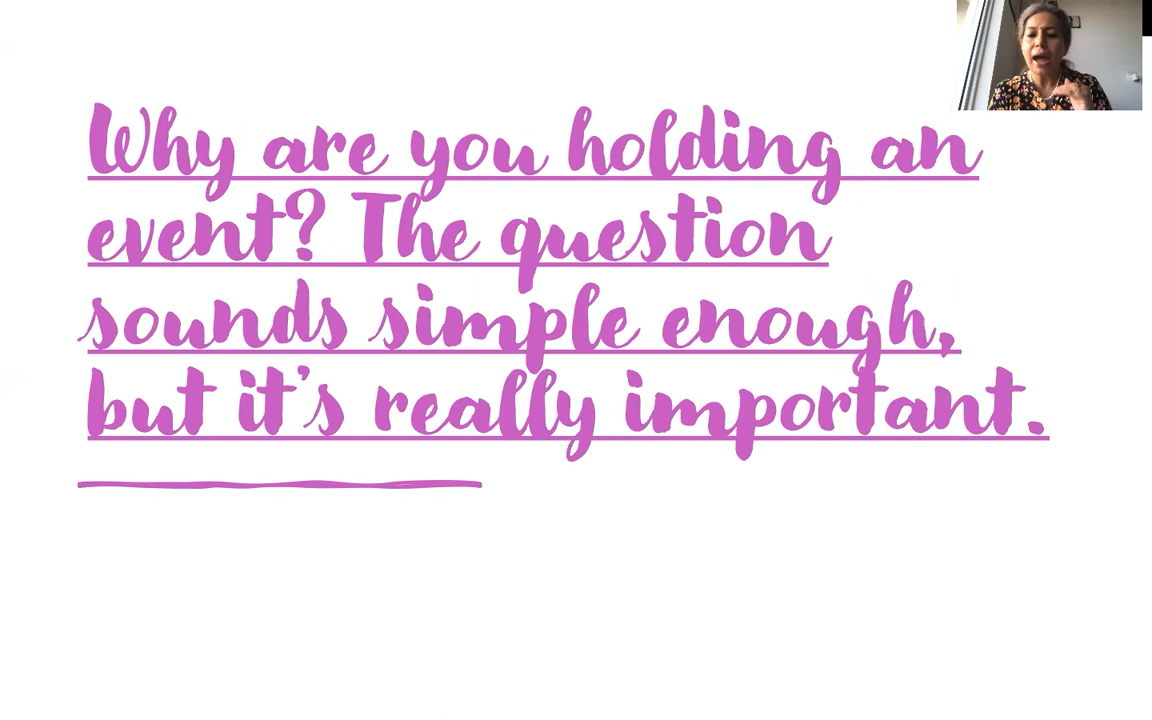 Why are you holding an
event? The question
sounds simple enough,
but it's really important.